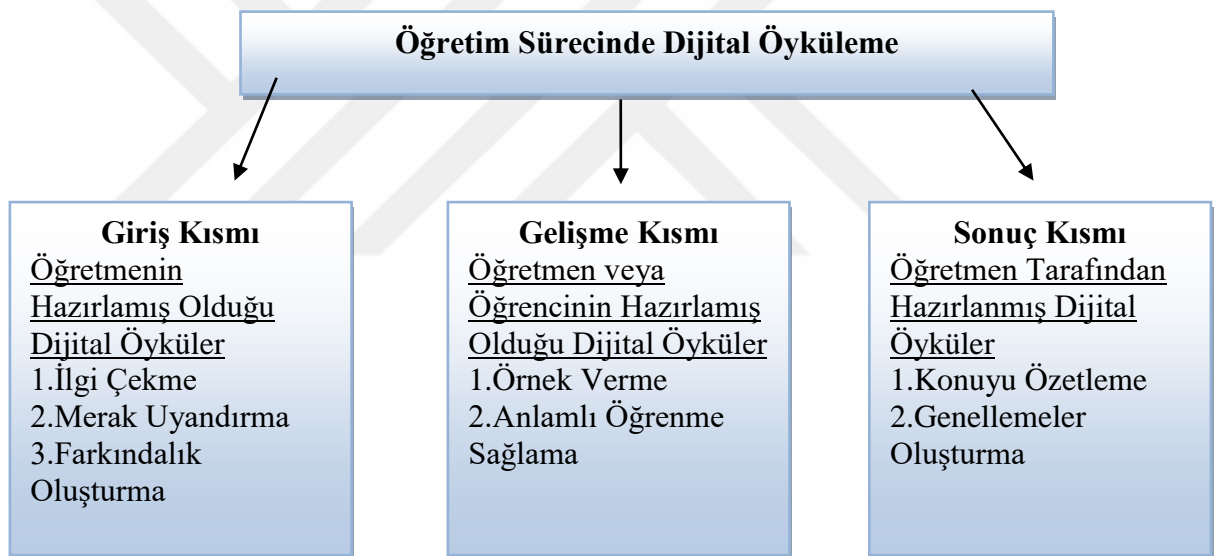 Öğretim Sürecinde Dijital Öyküleme
Giriş Kısmı
Öğretmenin
Hazırlamış Olduğu
Dijital Öyküler
1.İlgi Çekme
2.Merak Uyandırma
3.Farkındalık
Oluşturma
Gelişme Kısmı
Öğretmen veya
Öğrencinin Hazırlamış
Olduğu Dijital Öyküler
1.Örnek Verme
2.Anlamlı Öğrenme
Sağlama
Sonuç Kısmı
Öğretmen Tarafından
Hazırlanmış Dijital
Öyküler
1.Konuyu Özetleme
2.Genellemeler
Oluşturma